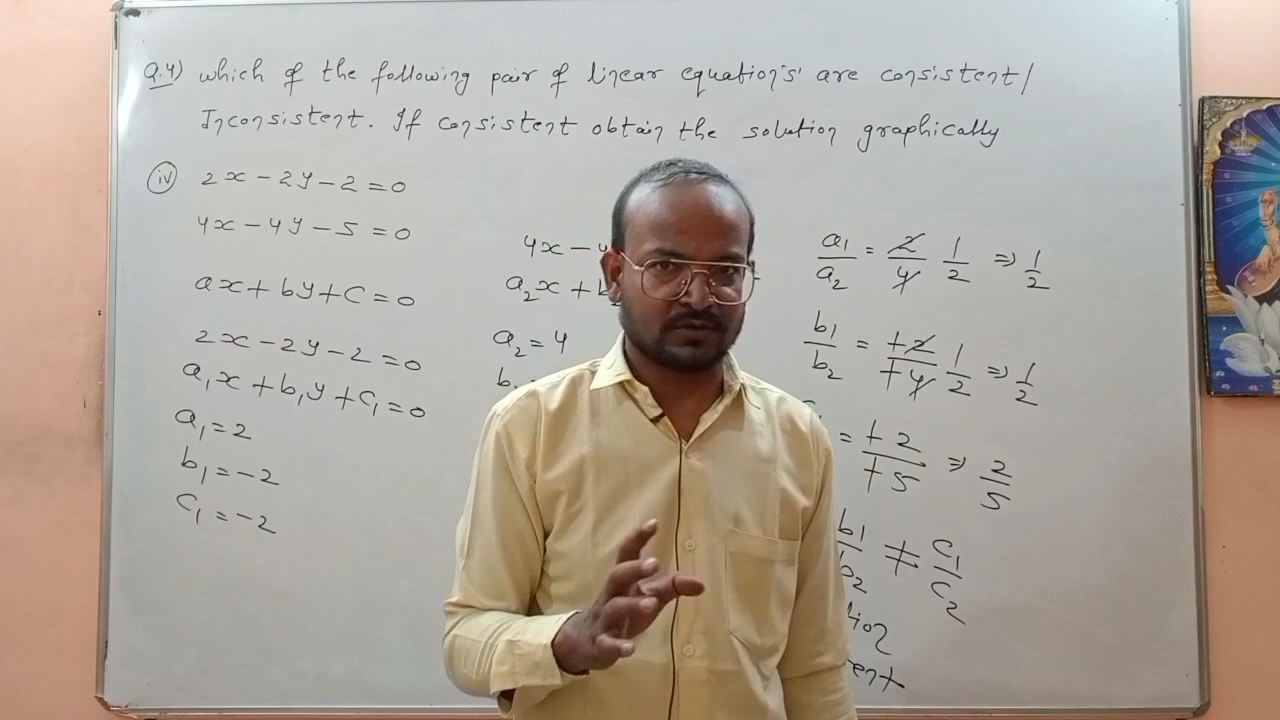 Q.4) which of the following pair of linear equations are consistent/
Inconsistent. If consistent obtain the solution graphically
iv 2x - 2y - 2 = 0
4x - 4y - 5 = 0
ax + by + c = 0
2x - 2y - 2 = 0
a₁x + b₁y + c₁ = 0
a₁ = 2
b₁ = -2
c₁ = -2
4x -
a₂x +
a₂ = 4
a₁/a₂ = 2/4 1/2 ⇒ 1/2
b₁/b₂ = +2/+4 1/2 ⇒ 1/2
= +2/+5 ⇒ 2/5
b₁/b₂ ≠ c₁/c₂